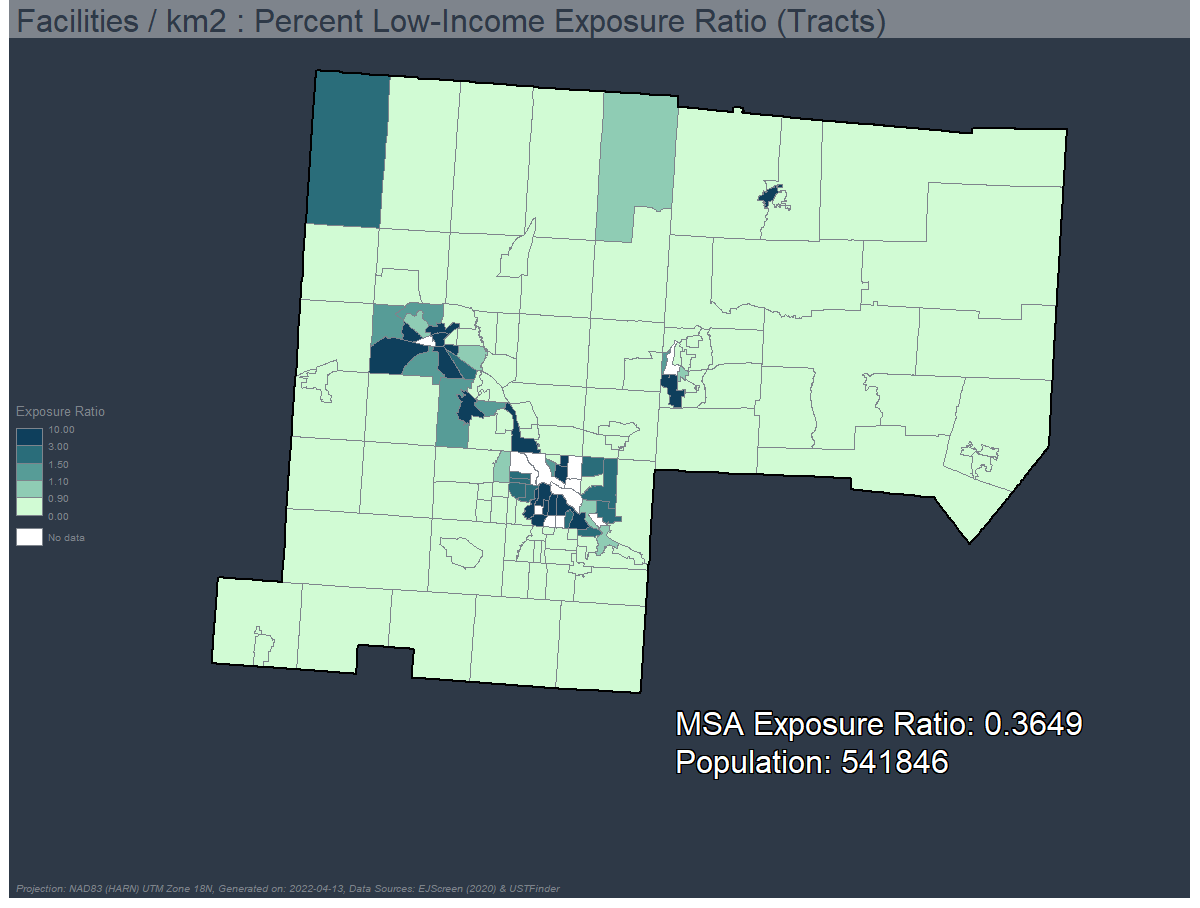 Facilities / km2 : Percent Low-Income Exposure Ratio (Tracts)
Exposure Ratio
10.00
3.00
1.50
1.10
0.90
0.00
No data
MSA Exposure Ratio: 0.3649
Population: 541846
Projection: NAD83 (HARN) UTM Zone 18N, Generated on: 2022-04-13, Data Sources: EJScreen (2020) & USTFinder